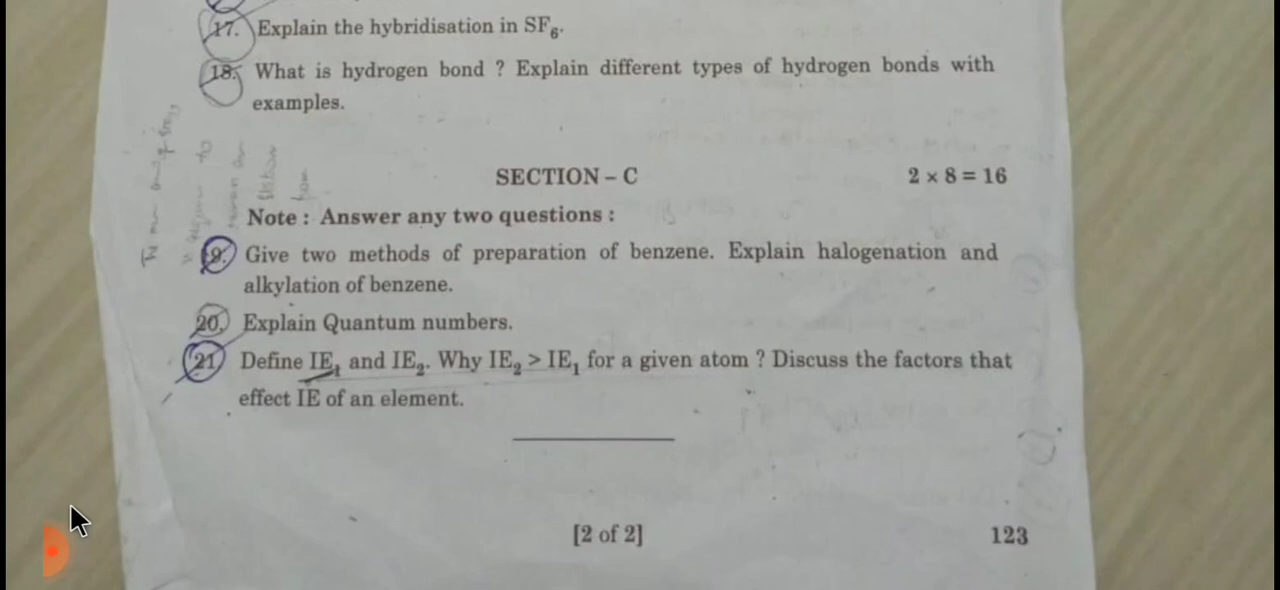 17. Explain the hybridisation in SF₆.
18. What is hydrogen bond ? Explain different types of hydrogen bonds with
examples.
SECTION – C 2 × 8 = 16
Note : Answer any two questions :
19. Give two methods of preparation of benzene. Explain halogenation and
alkylation of benzene.
20. Explain Quantum numbers.
21. Define IE₁ and IE₂. Why IE₂ > IE₁ for a given atom ? Discuss the factors that
effect IE of an element.
[2 of 2] 123